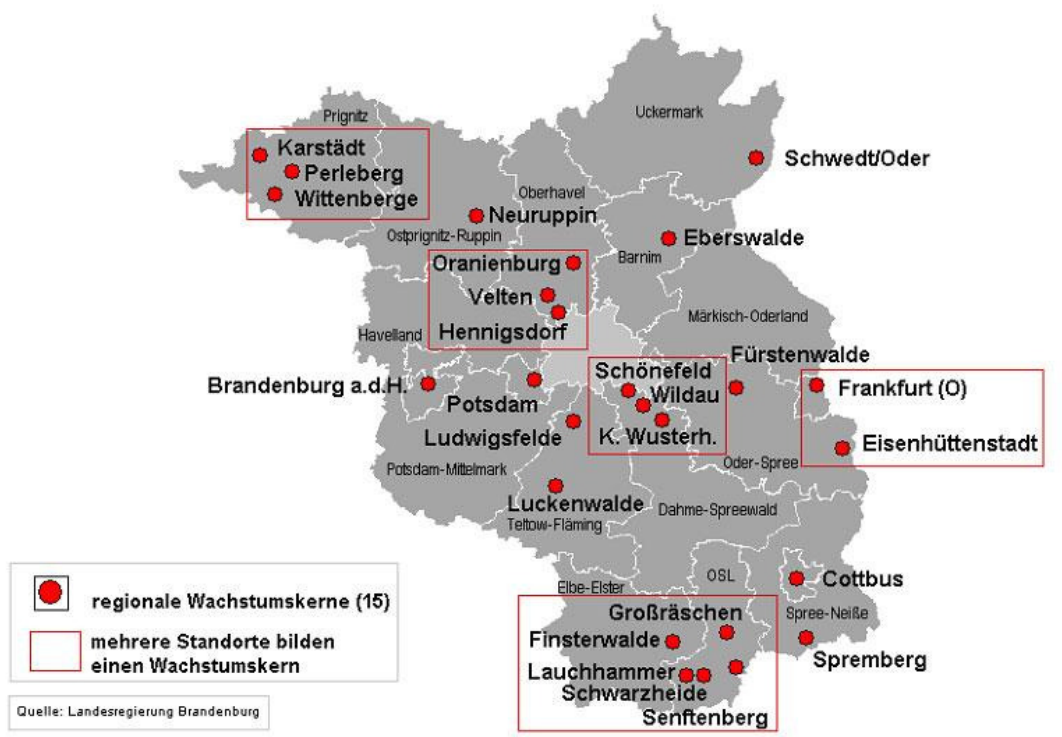 Prignitz
Uckermark
Karstädt
Perleberg
Wittenberge
Schwedt/Oder
Oberhavel
Neuruppin
Ostprignitz-Ruppin
Eberswalde
Barnim
Oranienburg
Velten
Hennigsdorf
Havelland
Märkisch-Oderland
Fürstenwalde
Schönefeld
Wildau
K. Wusterh.
Brandenburg a.d.H.
Potsdam
Frankfurt (O)
Ludwigsfelde
Eisenhüttenstadt
Potsdam-Mittelmark
Oder-Spree
Luckenwalde
Teltow-Fläming
Dahme-Spreewald
Elbe-Elster
OSL
Cottbus
Spree-Neiße
Großräschen
Finsterwalde
Spremberg
Lauchhammer
Schwarzheide
Senftenberg
regionale Wachstumskerne (15)
mehrere Standorte bilden
einen Wachstumskern
Quelle: Landesregierung Brandenburg